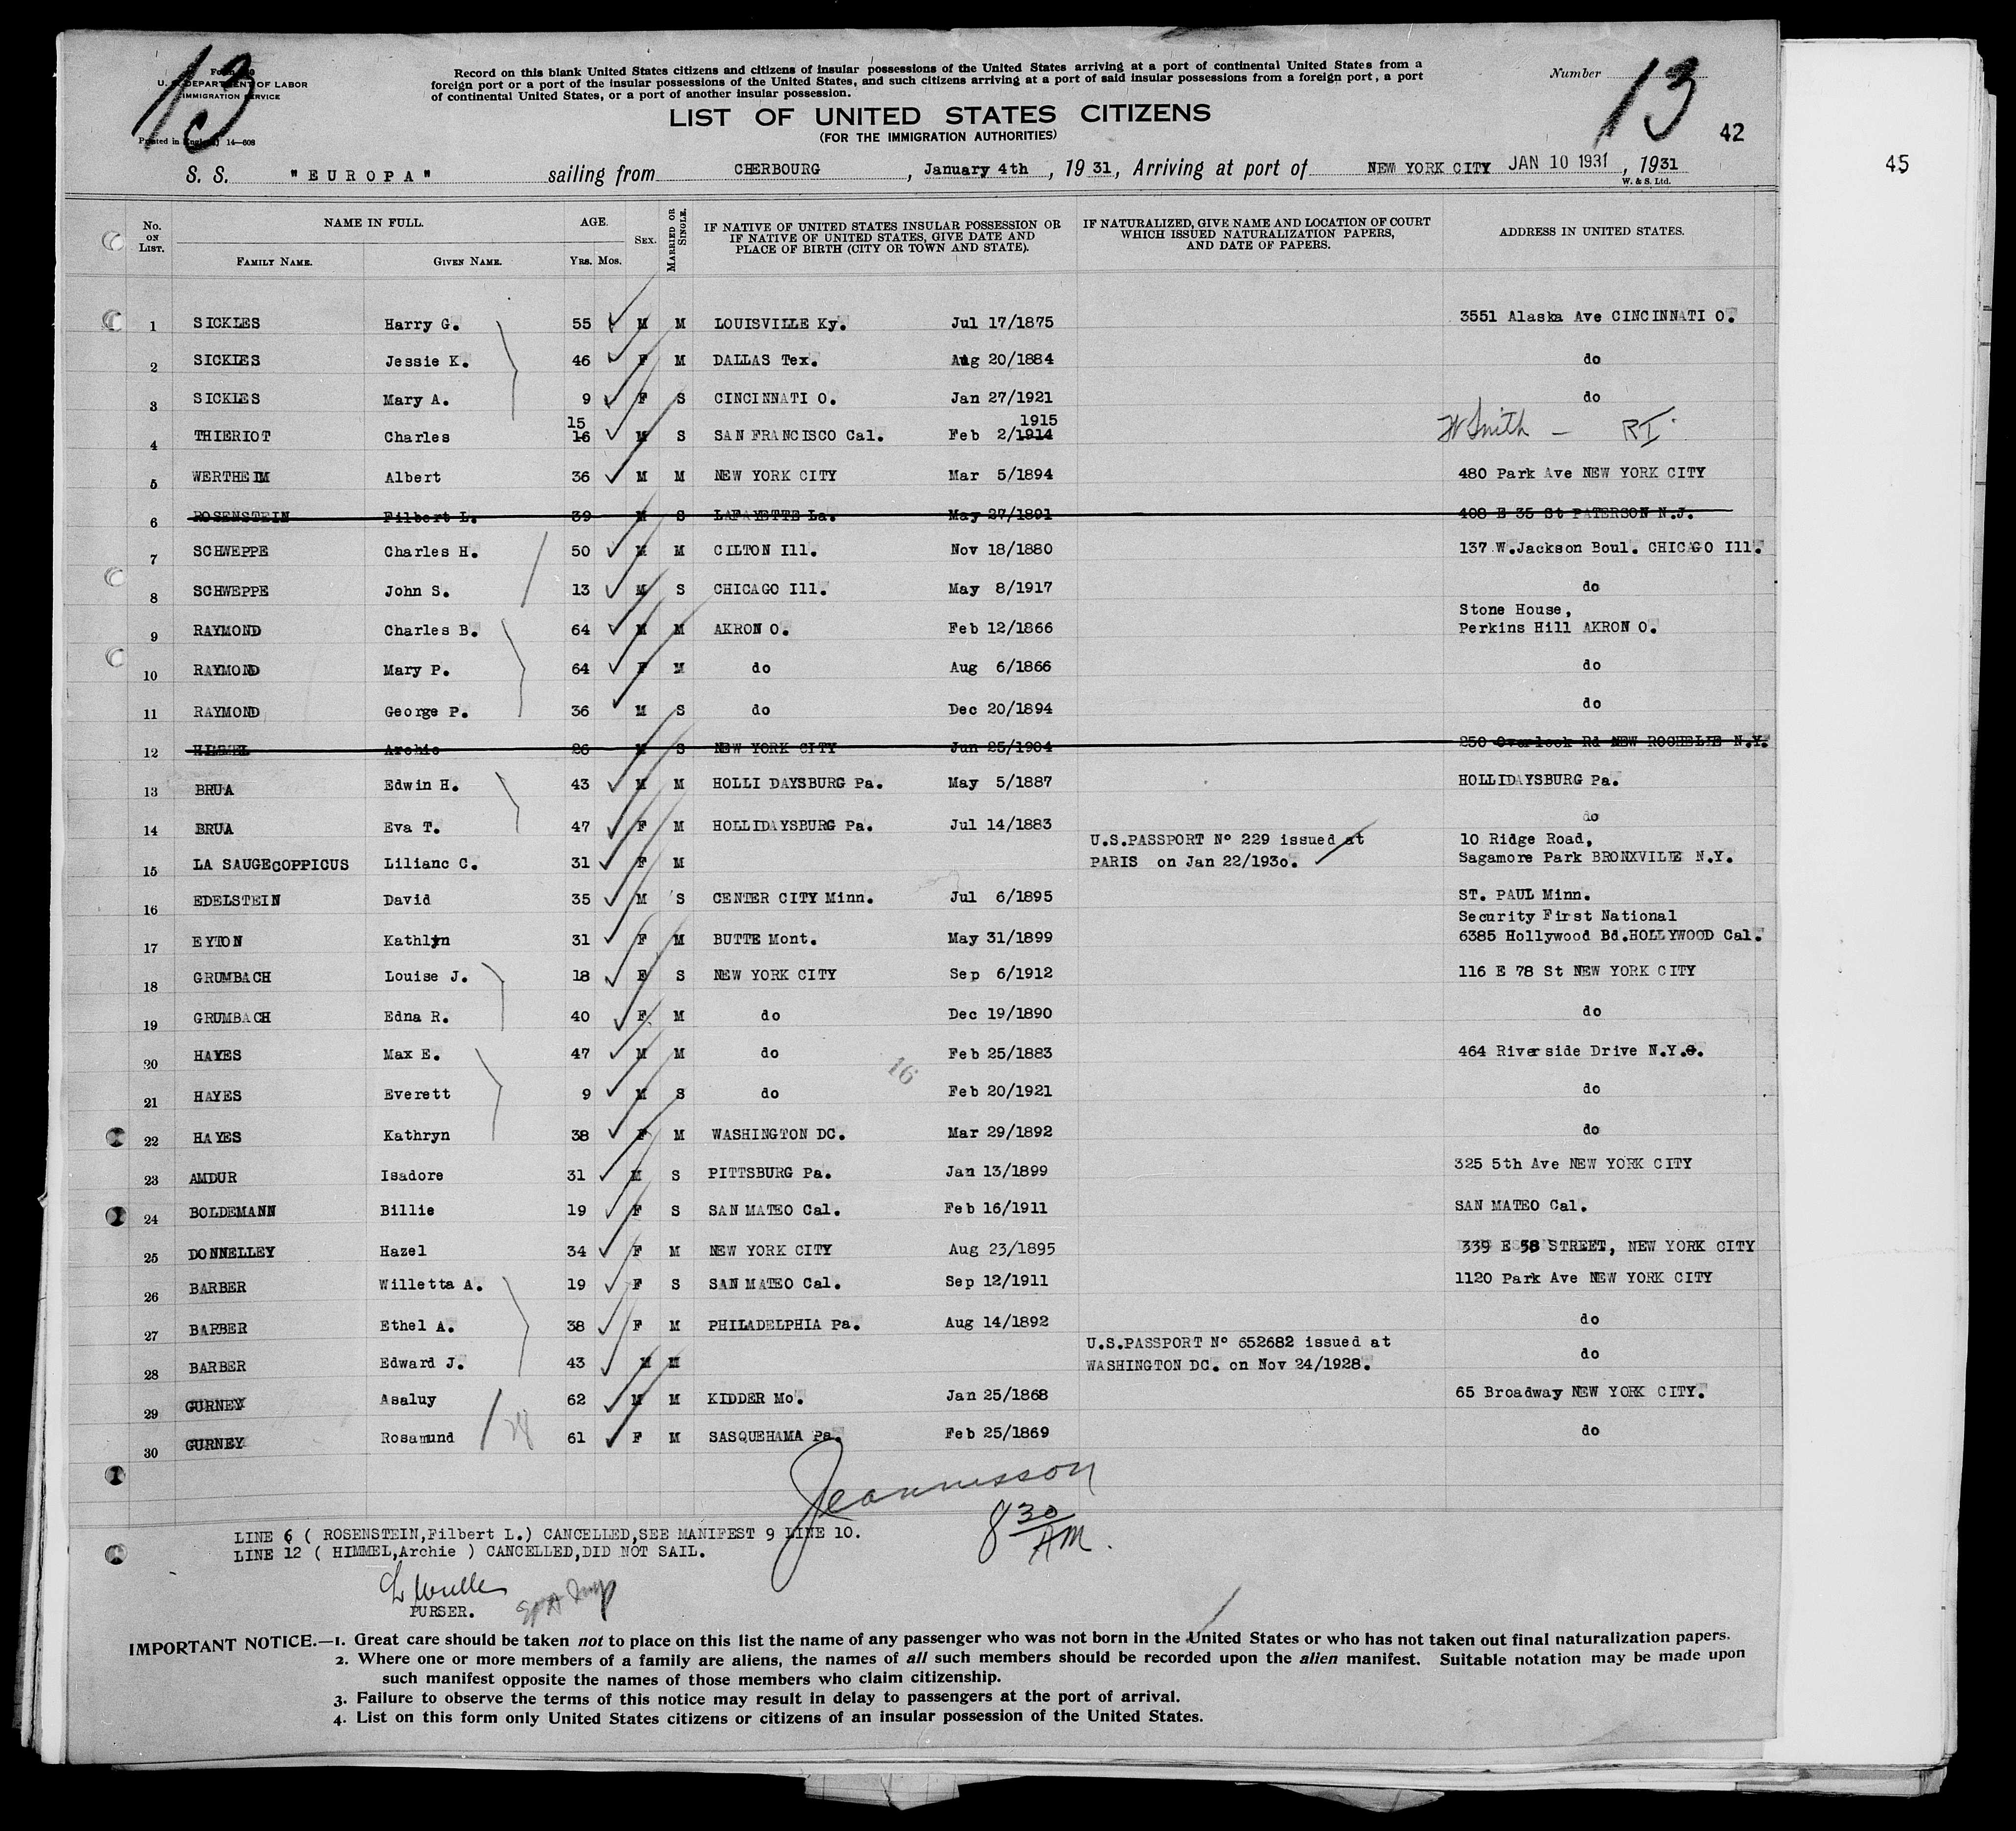 13
Form 630
U. S. DEPARTMENT OF LABOR
IMMIGRATION SERVICE
Printed in England 14—608
Record on this blank United States citizens and citizens of insular possessions of the United States arriving at a port of continental United States from a
foreign port or a port of the insular possessions of the United States, and such citizens arriving at a port of said insular possessions from a foreign port, a port
of continental United States, or a port of another insular possession.
Number 13
42
45
LIST OF UNITED STATES CITIZENS
(FOR THE IMMIGRATION AUTHORITIES)
S. S. "EUROPA" sailing from CHERBOURG, January 4th, 1931, Arriving at port of NEW YORK CITY JAN 10 1931, 1931
W. & S. Ltd.
No. ON LIST. NAME IN FULL. FAMILY NAME. GIVEN NAME. AGE. YRS. MOS. SEX. MARRIED OR SINGLE. IF NATIVE OF UNITED STATES INSULAR POSSESSION OR IF NATIVE OF UNITED STATES, GIVE DATE AND PLACE OF BIRTH (CITY OR TOWN AND STATE). IF NATURALIZED, GIVE NAME AND LOCATION OF COURT WHICH ISSUED NATURALIZATION PAPERS, AND DATE OF PAPERS. ADDRESS IN UNITED STATES.
1 SICKLES Harry G. 55 M M LOUISVILLE Ky. Jul 17/1875 3551 Alaska Ave CINCINNATI O.
2 SICKLES Jessie K. 46 F M DALLAS Tex. Aug 20/1884 do
3 SICKLES Mary A. 9 F S CINCINNATI O. Jan 27/1921 do
15 1915
4 THIERIOT Charles 16 M S SAN FRANCISCO Cal. Feb 2/1914 Smith — RI
5 WERTHEIM Albert 36 M M NEW YORK CITY Mar 5/1894 480 Park Ave NEW YORK CITY
6 ROSENSTEIN Filbert L. 39 M S LAFAYETTE La. May 27/1891 408 E 35 St PATERSON N.J.
7 SCHWEPPE Charles H. 50 M M CILTON Ill. Nov 18/1880 137 W.Jackson Boul. CHICAGO Ill.
8 SCHWEPPE John S. 13 M S CHICAGO Ill. May 8/1917 do
Stone House,
9 RAYMOND Charles B. 64 M M AKRON O. Feb 12/1866 Perkins Hill AKRON O.
10 RAYMOND Mary P. 64 F M do Aug 6/1866 do
11 RAYMOND George P. 36 M S do Dec 20/1894 do
12 HIMMEL Archie 26 M S NEW YORK CITY Jun 25/1904 250 Overlook Rd NEW ROCHELLE N.Y.
13 BRUA Edwin H. 43 M M HOLLI DAYSBURG Pa. May 5/1887 HOLLIDAYSBURG Pa.
14 BRUA Eva T. 47 F M HOLLIDAYSBURG Pa. Jul 14/1883 do
U.S.PASSPORT Nº 229 issued at 10 Ridge Road,
15 LA SAUGECOPPICUS Lilianc C. 31 F M PARIS on Jan 22/1930. Sagamore Park BRONXVILLE N.Y.
16 EDELSTEIN David 35 M S CENTER CITY Minn. Jul 6/1895 ST. PAUL Minn.
Security First National
17 EYTON Kathlyn 31 F M BUTTE Mont. May 31/1899 6385 Hollywood Bd.HOLLYWOOD Cal.
18 GRUMBACH Louise J. 18 F S NEW YORK CITY Sep 6/1912 116 E 78 St NEW YORK CITY
19 GRUMBACH Edna R. 40 F M do Dec 19/1890 do
20 HAYES Max E. 47 M M do Feb 25/1883 464 Riverside Drive N.Y.C.
16
21 HAYES Everett 9 M S do Feb 20/1921 do
22 HAYES Kathryn 38 F M WASHINGTON DC. Mar 29/1892 do
23 AMDUR Isadore 31 M S PITTSBURG Pa. Jan 13/1899 325 5th Ave NEW YORK CITY
24 BOLDEMANN Billie 19 F S SAN MATEO Cal. Feb 16/1911 SAN MATEO Cal.
25 DONNELLEY Hazel 34 F M NEW YORK CITY Aug 23/1895 339 E 58 STREET, NEW YORK CITY
26 BARBER Willetta A. 19 F S SAN MATEO Cal. Sep 12/1911 1120 Park Ave NEW YORK CITY
27 BARBER Ethel A. 38 F M PHILADELPHIA Pa. Aug 14/1892 do
U.S.PASSPORT Nº 652682 issued at
28 BARBER Edward J. 43 M M WASHINGTON DC. on Nov 24/1928. do
29 GURNEY Asaluy 62 M M KIDDER Mo. Jan 25/1868 65 Broadway NEW YORK CITY.
30 GURNEY Rosamund 61 F M SASQUEHAMA Pa. Feb 25/1869 do
28
8 30 AM.
LINE 6 ( ROSENSTEIN,Filbert L.) CANCELLED,SEE MANIFEST 9 LINE 10.
LINE 12 ( HIMMEL,Archie ) CANCELLED,DID NOT SAIL.
PURSER.
IMPORTANT NOTICE.—1. Great care should be taken not to place on this list the name of any passenger who was not born in the United States or who has not taken out final naturalization papers.
2. Where one or more members of a family are aliens, the names of all such members should be recorded upon the alien manifest. Suitable notation may be made upon
such manifest opposite the names of those members who claim citizenship.
3. Failure to observe the terms of this notice may result in delay to passengers at the port of arrival.
4. List on this form only United States citizens or citizens of an insular possession of the United States.